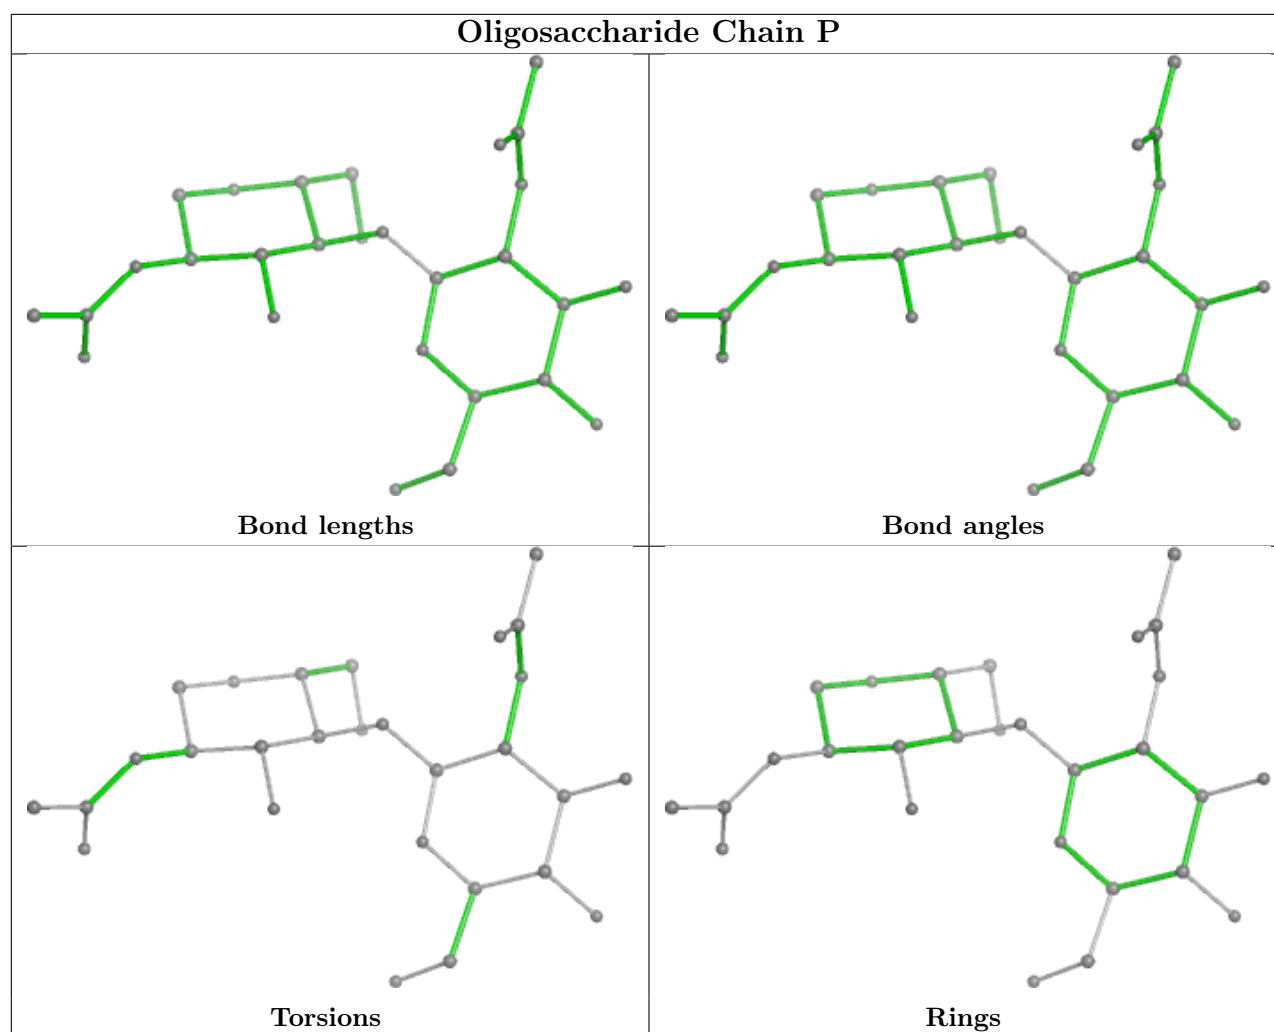 Oligosaccharide Chain P
Bond lengths
Bond angles
Torsions
Rings